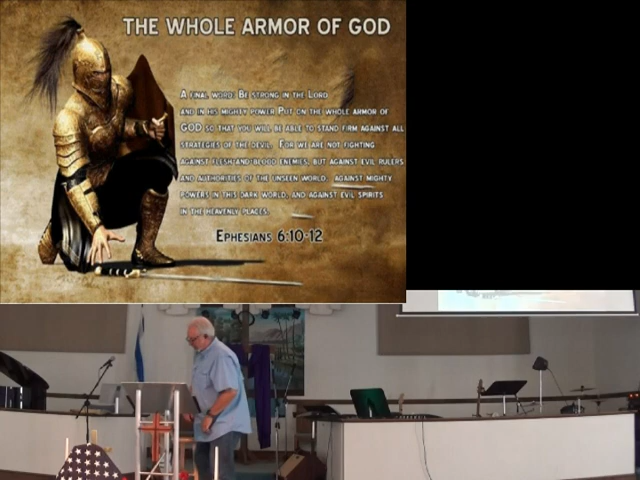 THE WHOLE ARMOR OF GOD
A FINAL WORD: BE STRONG IN THE LORD
AND IN HIS MIGHTY POWER PUT ON THE WHOLE ARMOR OF
GOD SO THAT YOU WILL BE ABLE TO STAND FIRM AGAINST ALL
STRATEGIES OF THE DEVIL. FOR WE ARE NOT FIGHTING
AGAINST FLESH-AND-BLOOD ENEMIES, BUT AGAINST EVIL RULERS
AND AUTHORITIES OF THE UNSEEN WORLD, AGAINST MIGHTY
POWERS IN THIS DARK WORLD, AND AGAINST EVIL SPIRITS
IN THE HEAVENLY PLACES.
EPHESIANS 6:10-12